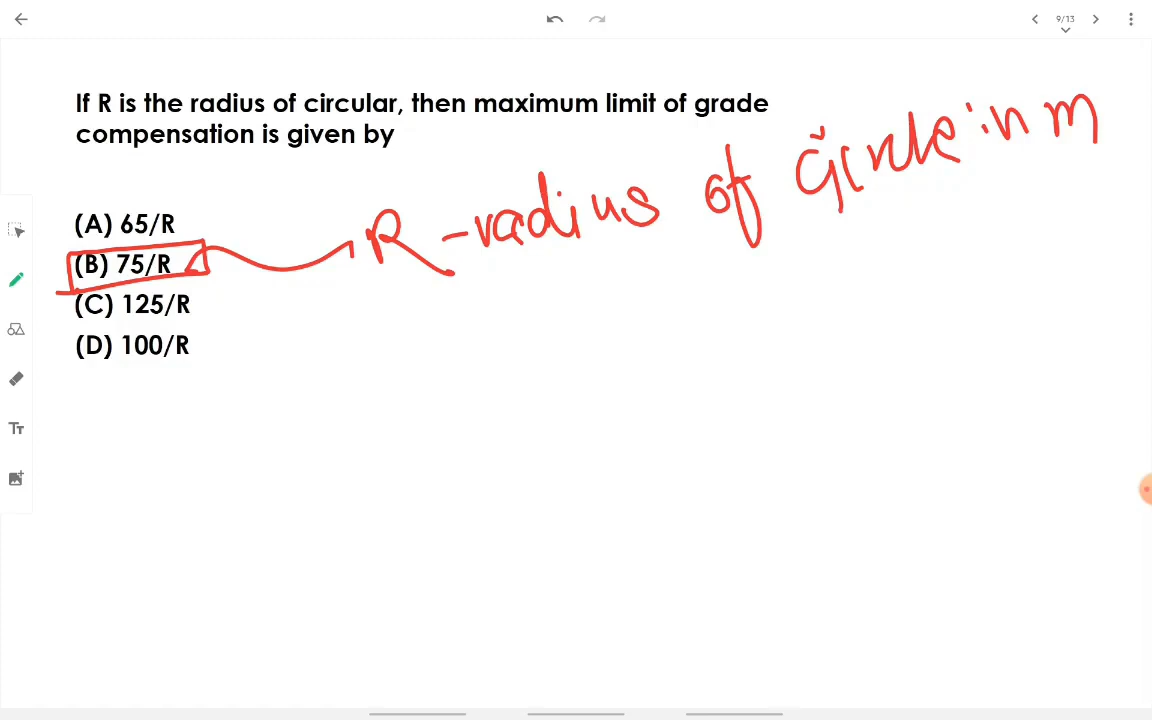 9/13
If R is the radius of circular, then maximum limit of grade
compensation is given by
R - radius of Circle in m
(A) 65/R
(B) 75/R
(C) 125/R
(D) 100/R
Tт